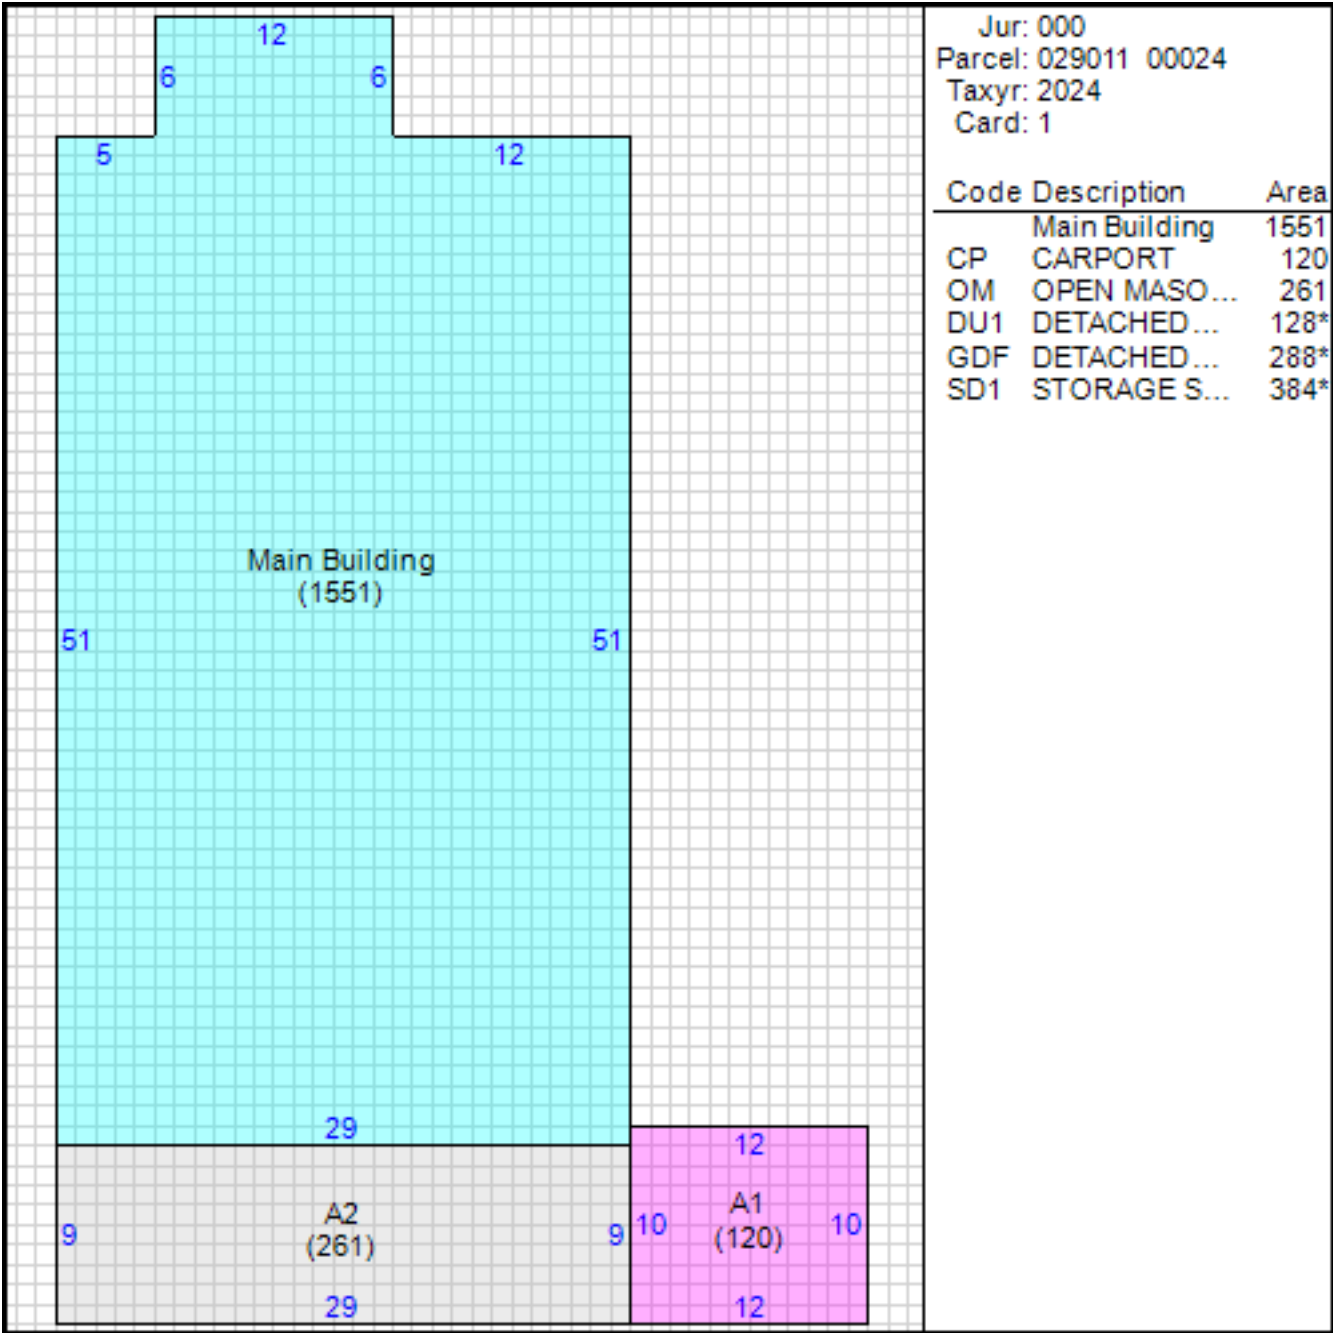 12
6 6
5 12
Main Building
(1551)
51 51
29
12
A2
(261)
A1
(120)
9 9 10 10
29 12
Jur: 000
Parcel: 029011 00024
Taxyr: 2024
Card: 1
Code Description Area
Main Building 1551
CP CARPORT 120
OM OPEN MASO... 261
DU1 DETACHED... 128*
GDF DETACHED... 288*
SD1 STORAGE S... 384*